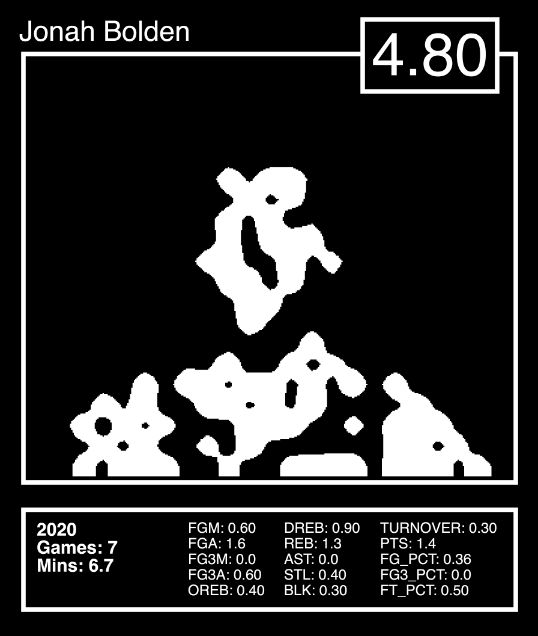 Jonah Bolden
4.80
2020
Games: 7
Mins: 6.7
FGM: 0.60
FGA: 1.6
FG3M: 0.0
FG3A: 0.60
OREB: 0.40
DREB: 0.90
REB: 1.3
AST: 0.0
STL: 0.40
BLK: 0.30
TURNOVER: 0.30
PTS: 1.4
FG_PCT: 0.36
FG3_PCT: 0.0
FT_PCT: 0.50